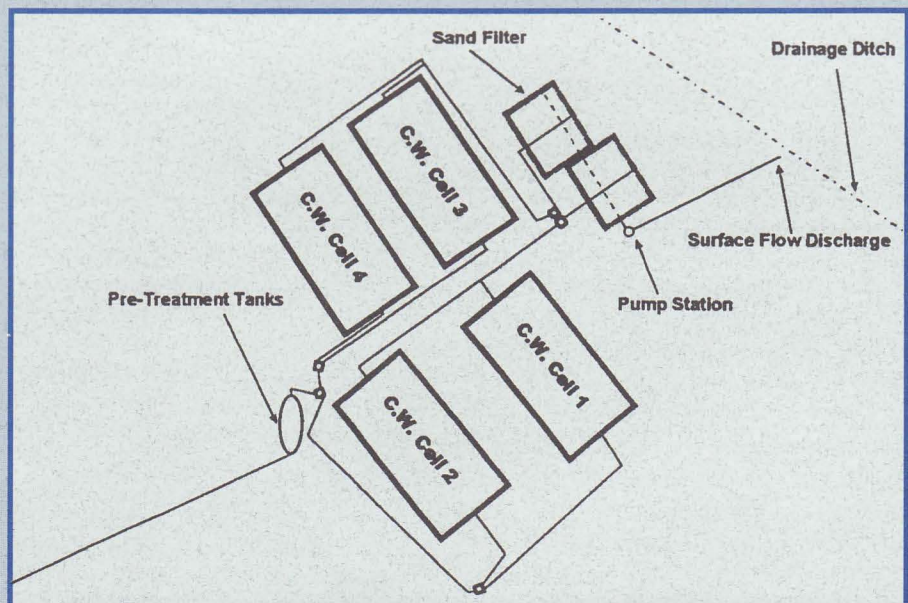 Sand Filter
Drainage Ditch
C.W. Cell 3
C.W. Cell 4
Surface Flow Discharge
Pre-Treatment Tanks
Pump Station
C.W. Cell 1
C.W. Cell 2